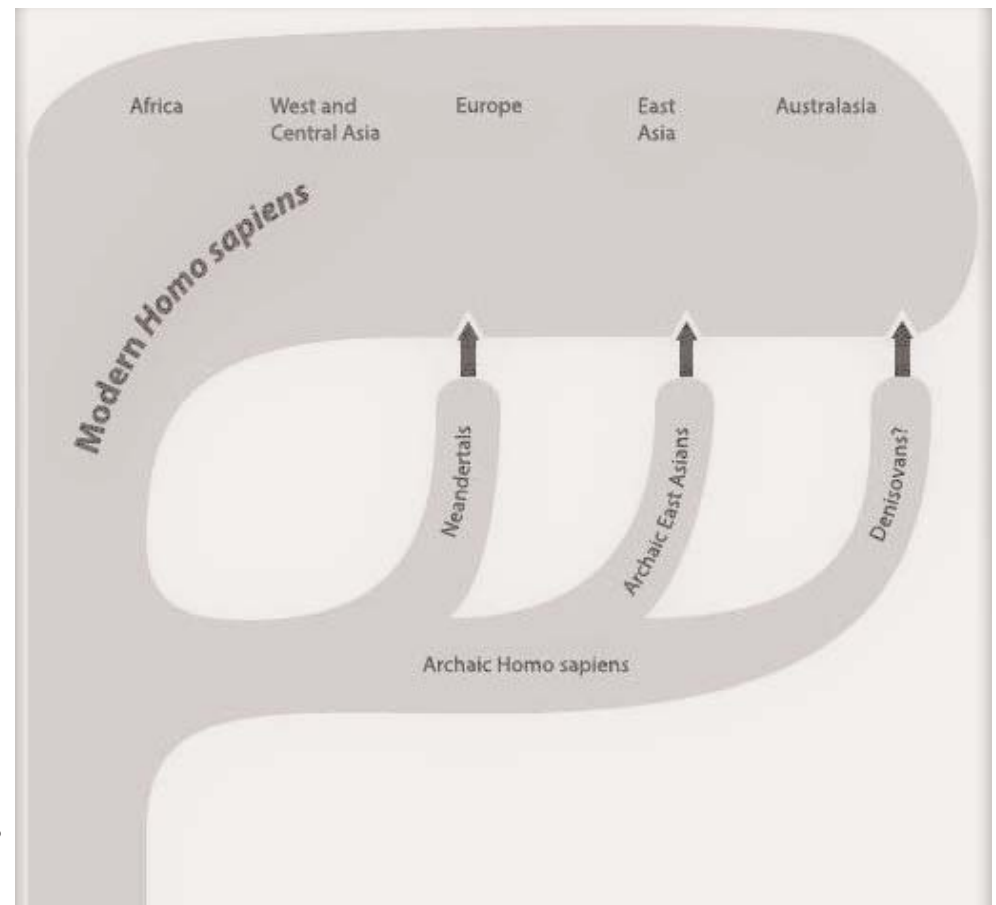 Africa
West and
Central Asia
Europe
East
Asia
Australasia
Modern Homo sapiens
Neandertals
Archaic East Asians
Denisovans?
Archaic Homo sapiens